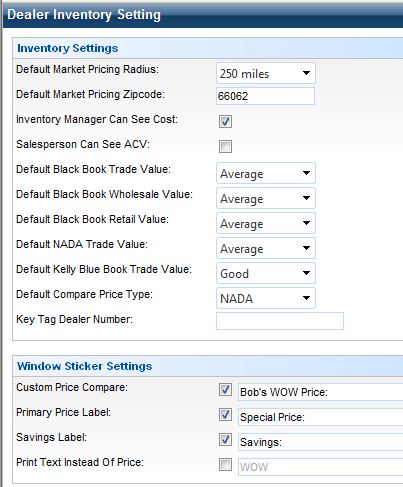 Dealer Inventory Setting
Inventory Settings
Default Market Pricing Radius: 250 miles
Default Market Pricing Zipcode: 66062
Inventory Manager Can See Cost:
Salesperson Can See ACV:
Default Black Book Trade Value: Average
Default Black Book Wholesale Value: Average
Default Black Book Retail Value: Average
Default NADA Trade Value: Average
Default Kelly Blue Book Trade Value: Good
Default Compare Price Type: NADA
Key Tag Dealer Number:
Window Sticker Settings
Custom Price Compare: Bob's WOW Price:
Primary Price Label: Special Price:
Savings Label: Savings:
Print Text Instead Of Price: WOW